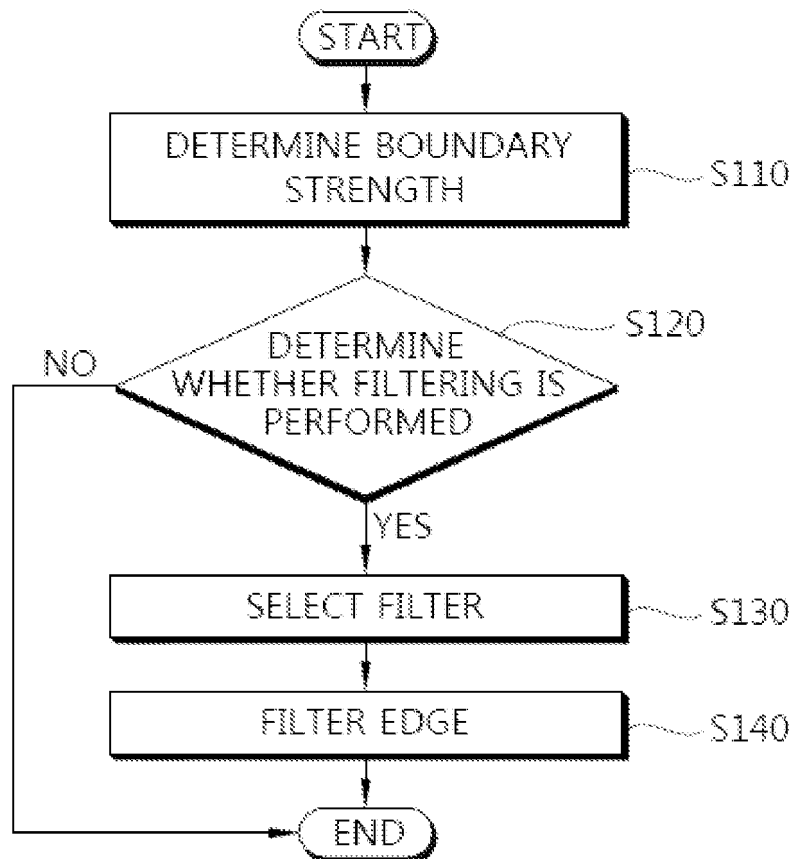 START
DETERMINE BOUNDARY
STRENGTH
S110
S120
DETERMINE
WHETHER FILTERING IS
PERFORMED
NO
YES
SELECT FILTER
S130
FILTER EDGE
S140
END